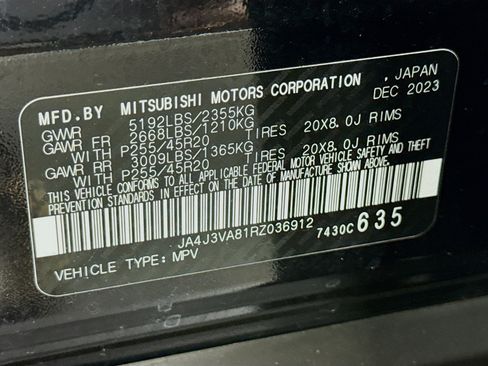 MFD.BY MITSUBISHI MOTORS CORPORATION , JAPAN
GVWR 5192LBS/2355KG DEC 2023
GAWR FR 2668LBS/1210KG TIRES 20X8.0J RIMS
WITH P255/45R20
GAWR RR 3009LBS/1365KG TIRES 20X8.0J RIMS
WITH P255/45R20
THIS VEHICLE CONFORMS TO ALL APPLICABLE FEDERAL MOTOR VEHICLE SAFETY AND THEFT
PREVENTION STANDARDS IN EFFECT ON THE DATE OF MANUFACTURE SHOWN ABOVE.
JA4J3VA81RZ036912 7430C 635
VEHICLE TYPE: MPV